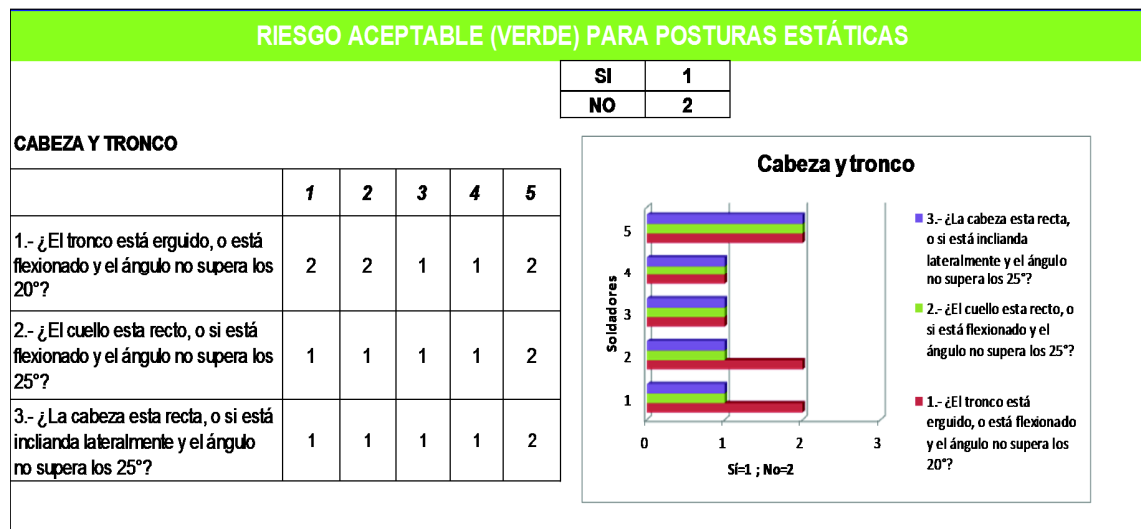 RIESGO ACEPTABLE (VERDE) PARA POSTURAS ESTÁTICAS
SI 1
NO 2
CABEZA Y TRONCO
1 2 3 4 5
1.- ¿El tronco está erguido, o está
flexionado y el ángulo no supera los
20°?
2 2 1 1 2
2.- ¿El cuello esta recto, o si está
flexionado y el ángulo no supera los
25°?
1 1 1 1 2
3.- ¿La cabeza esta recta, o si está
inclianda lateralmente y el ángulo
no supera los 25°?
1 1 1 1 2
Cabeza y tronco
Soldadores
5
4
3
2
1
0 1 2 3
Sí=1 ; No=2
3.- ¿La cabeza esta recta,
o si está inclianda
lateralmente y el ángulo
no supera los 25°?
2.- ¿El cuello esta recto, o
si está flexionado y el
ángulo no supera los 25°?
1.- ¿El tronco está
erguido, o está flexionado
y el ángulo no supera los
20°?